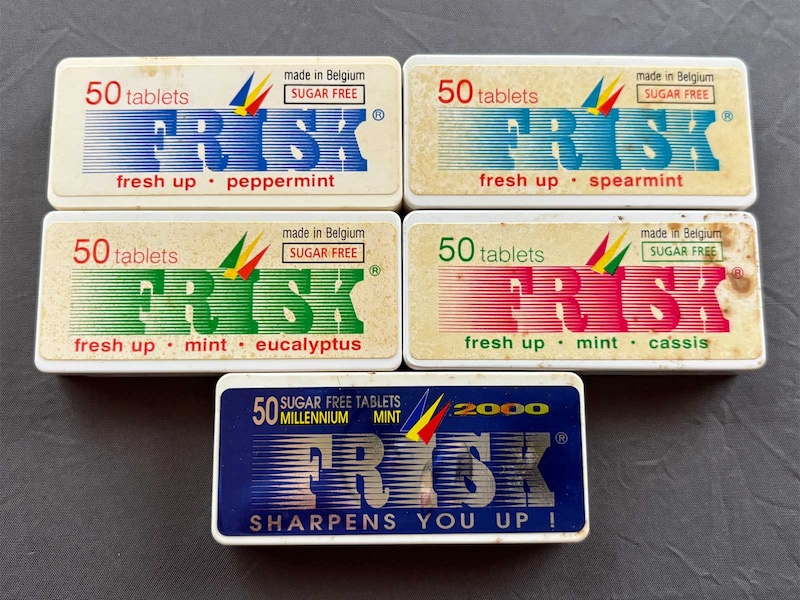 50 tablets
made in Belgium
SUGAR FREE
FRISK®
fresh up · peppermint
50 tablets
made in Belgium
SUGAR FREE
FRISK®
fresh up · spearmint
50 tablets
made in Belgium
SUGAR FREE
FRISK®
fresh up · mint · eucalyptus
50 tablets
made in Belgium
SUGAR FREE
FRISK®
fresh up · mint · cassis
50 SUGAR FREE TABLETS
MILLENNIUM MINT 2000
FRISK®
SHARPENS YOU UP !